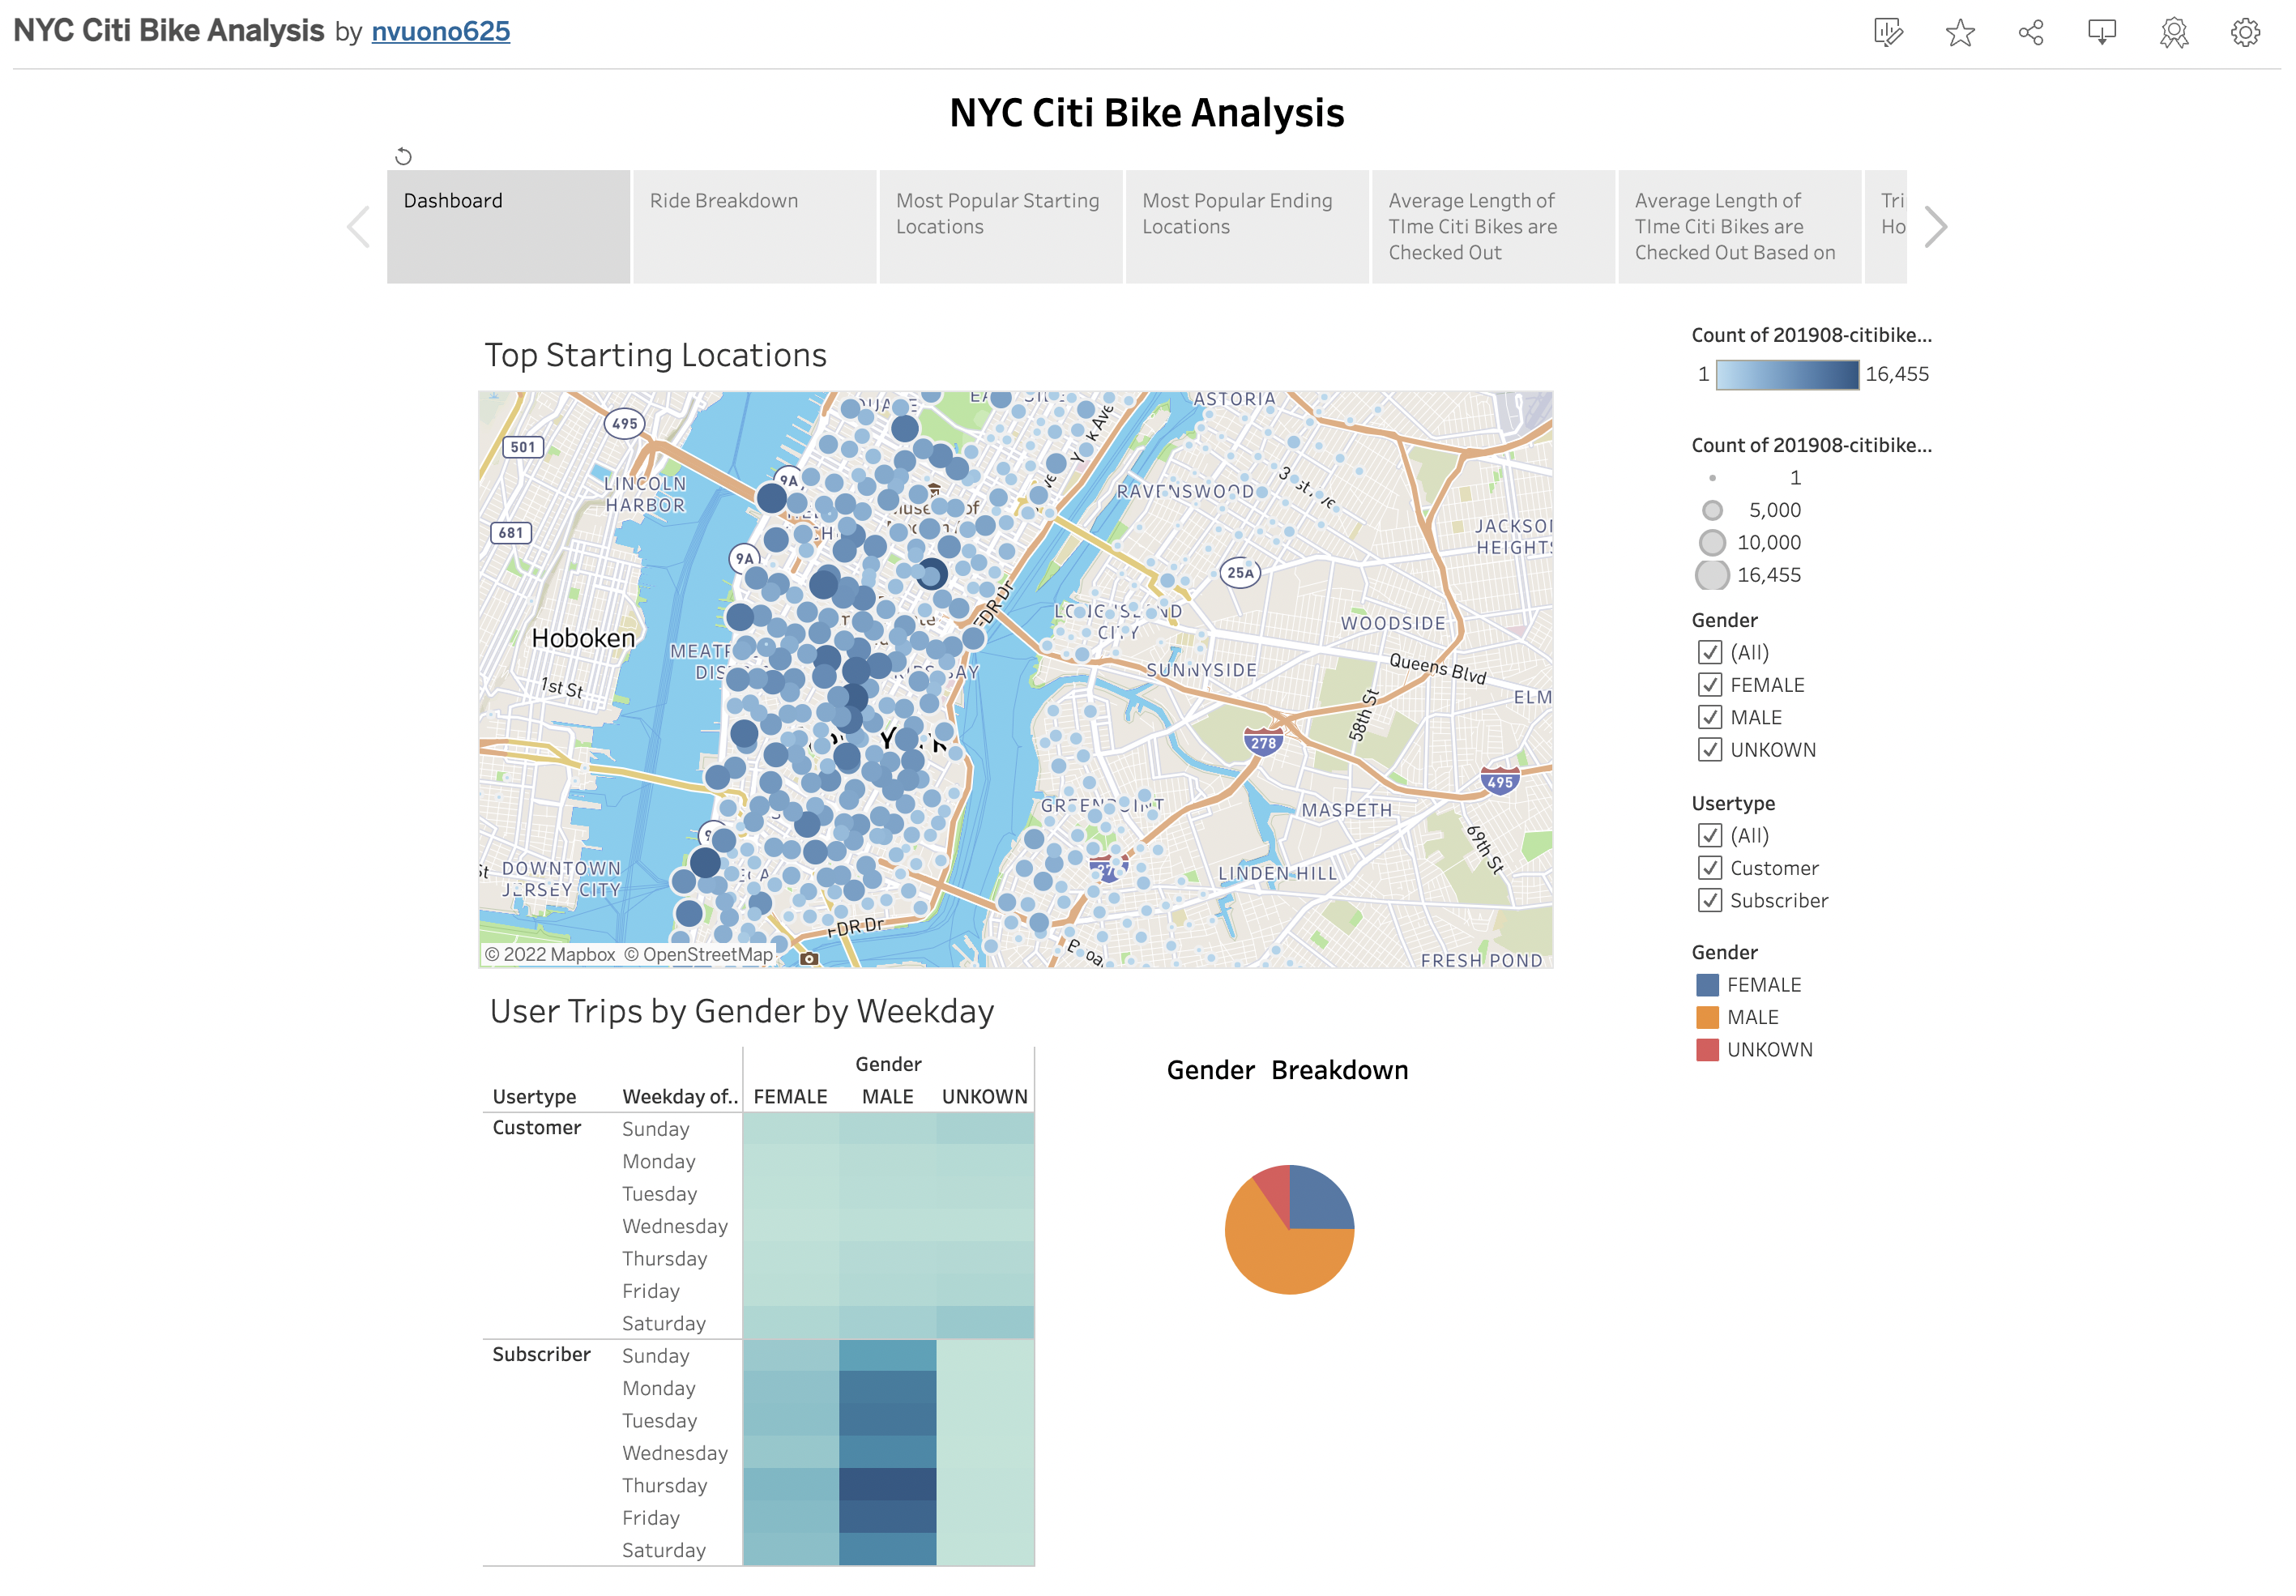 NYC Citi Bike Analysis by nvuono625
NYC Citi Bike Analysis
Dashboard
Ride Breakdown
Most Popular Starting
Locations
Most Popular Ending
Locations
Average Length of
TIme Citi Bikes are
Checked Out
Average Length of
TIme Citi Bikes are
Checked Out Based on
Tri
Ho
Top Starting Locations
Count of 201908-citibike...
1 16,455
Count of 201908-citibike...
1
5,000
10,000
16,455
Gender
(All)
FEMALE
MALE
UNKOWN
Usertype
(All)
Customer
Subscriber
Gender
FEMALE
MALE
UNKOWN
495
501
LINCOLN
HARBOR
681
9A
9A
Hoboken
1st St
DOWNTOWN
JERSEY CITY
ASTORIA
RAVENSWOOD
JACKSON
HEIGHTS
25A
LONG ISLAND
CITY
WOODSIDE
Queens Blvd
SUNNYSIDE
ELM
58th St
278
495
GREENPOINT
MASPETH
69th St
LINDEN HILL
FRESH POND
FDR Dr
FDR Dr
© 2022 Mapbox © OpenStreetMap
User Trips by Gender by Weekday
Gender
Usertype Weekday of.. FEMALE MALE UNKOWN
Customer Sunday
Monday
Tuesday
Wednesday
Thursday
Friday
Saturday
Subscriber Sunday
Monday
Tuesday
Wednesday
Thursday
Friday
Saturday
Gender Breakdown